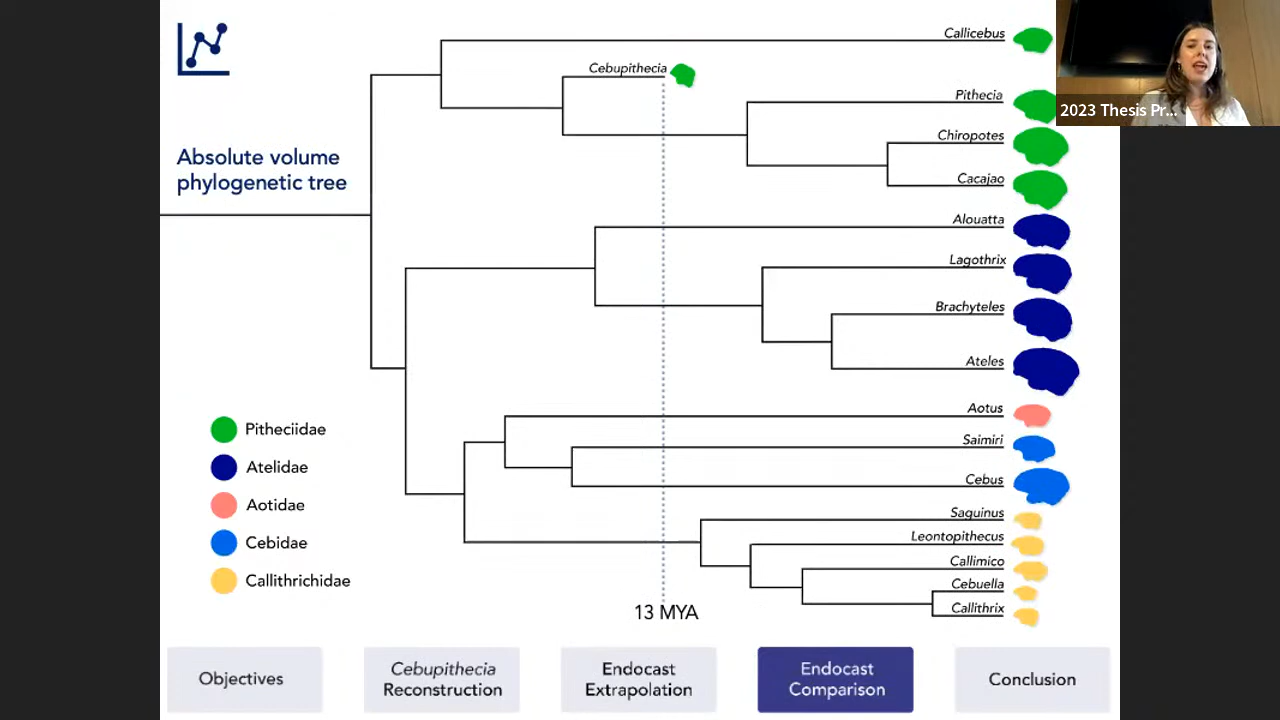 Callicebus
Cebupithecia
Pithecia
2023 Thesis Pr...
Chiropotes
Absolute volume
phylogenetic tree
Cacajao
Alouatta
Lagothrix
Brachyteles
Ateles
Aotus
Pitheciidae
Saimiri
Atelidae
Cebus
Aotidae
Saguinus
Cebidae
Leontopithecus
Callimico
Callithrichidae
Cebuella
Callithrix
13 MYA
Objectives
Cebupithecia
Reconstruction
Endocast
Extrapolation
Endocast
Comparison
Conclusion